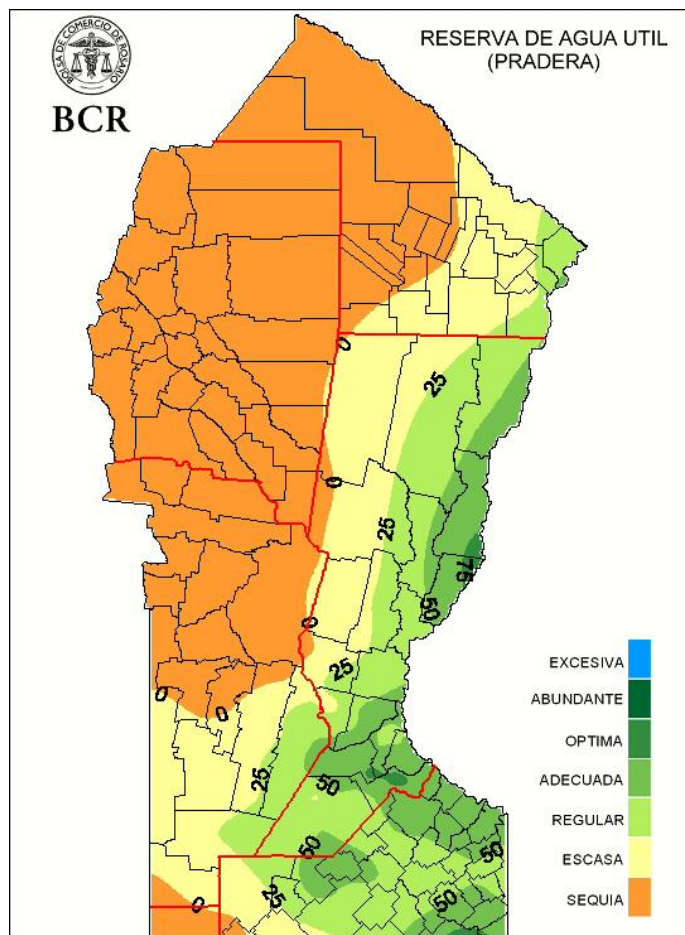 BOLSA DE COMERCIO DE ROSARIO
BCR
RESERVA DE AGUA UTIL
(PRADERA)
0
25
0
25
75
50
0
25
0
0
25
50
50
50
0
25
50
EXCESIVA
ABUNDANTE
OPTIMA
ADECUADA
REGULAR
ESCASA
SEQUIA